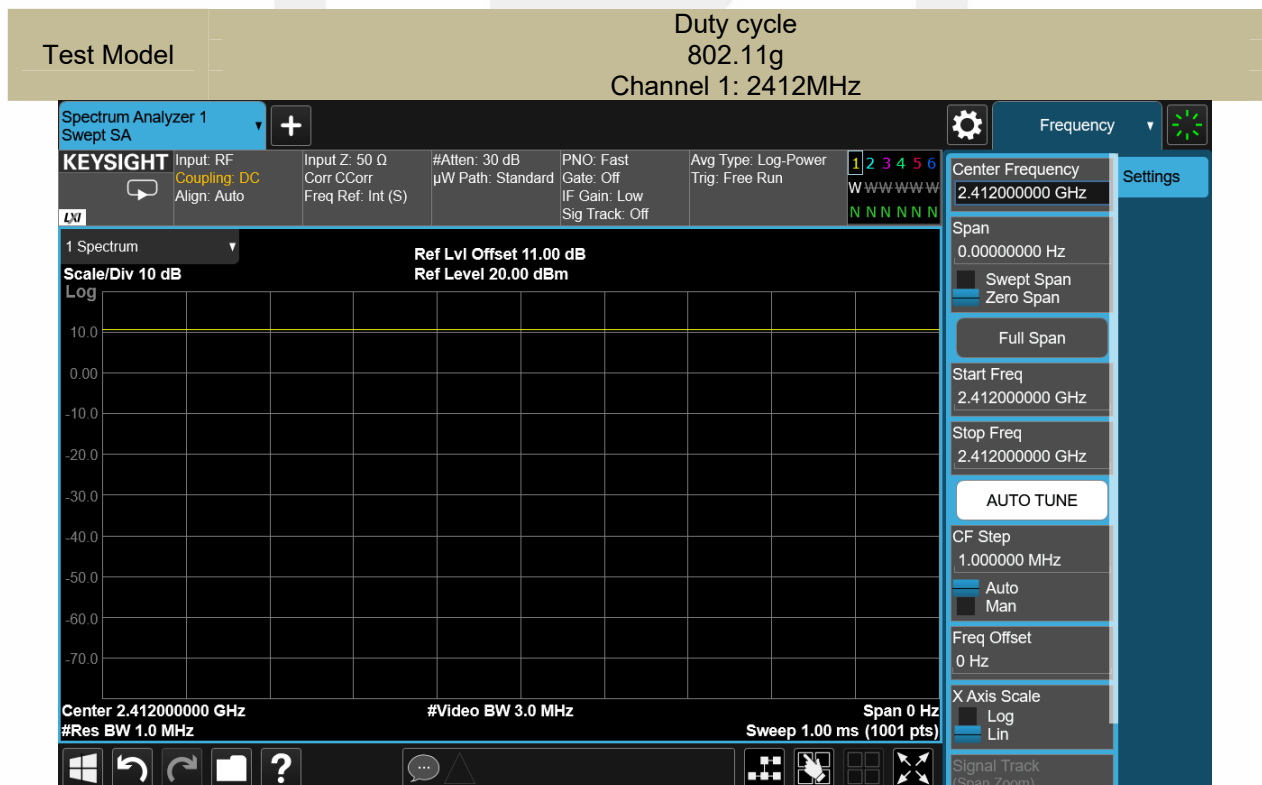 Test Model
Duty cycle
802.11g
Channel 1: 2412MHz
Spectrum Analyzer 1
Swept SA
Frequency
KEYSIGHT
LXI
Input: RF
Coupling: DC
Align: Auto
Input Z: 50 Ω
Corr CCorr
Freq Ref: Int (S)
#Atten: 30 dB
µW Path: Standard
PNO: Fast
Gate: Off
IF Gain: Low
Sig Track: Off
Avg Type: Log-Power
Trig: Free Run
1 2 3 4 5 6
W W W W W W
N N N N N N
1 Spectrum
Scale/Div 10 dB
Ref Lvl Offset 11.00 dB
Ref Level 20.00 dBm
Log
10.0
0.00
-10.0
-20.0
-30.0
-40.0
-50.0
-60.0
-70.0
Center 2.412000000 GHz
#Res BW 1.0 MHz
#Video BW 3.0 MHz
Span 0 Hz
Sweep 1.00 ms (1001 pts)
Center Frequency
2.412000000 GHz
Settings
Span
0.00000000 Hz
Swept Span
Zero Span
Full Span
Start Freq
2.412000000 GHz
Stop Freq
2.412000000 GHz
AUTO TUNE
CF Step
1.000000 MHz
Auto
Man
Freq Offset
0 Hz
X Axis Scale
Log
Lin
Signal Track
(Span Zoom)
?